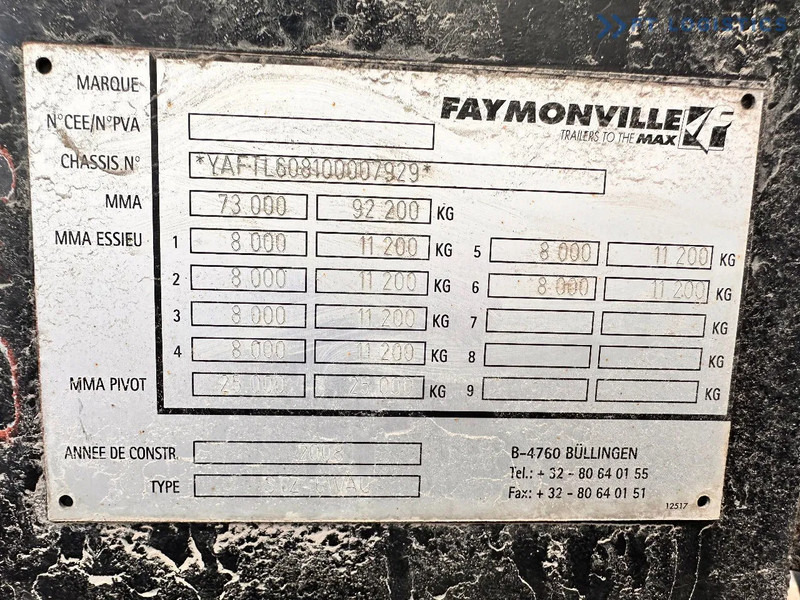 PT LOGISTICS
MARQUE
FAYMONVILLE
TRAILERS TO THE MAX
N°CEE/N°PVA
CHASSIS N° *YAFTL608100007929*
MMA 73 000 92 200 KG
MMA ESSIEU 1 8 000 11 200 KG 5 8 000 11 200 KG
2 8 000 11 200 KG 6 8 000 11 200 KG
3 8 000 11 200 KG 7 KG
4 8 000 11 200 KG 8 KG
MMA PIVOT 25 000 25 000 KG 9 KG
ANNEE DE CONSTR.
TYPE
B-4760 BÜLLINGEN
Tel.: + 32 - 80 64 01 55
Fax: + 32 - 80 64 01 51
12517